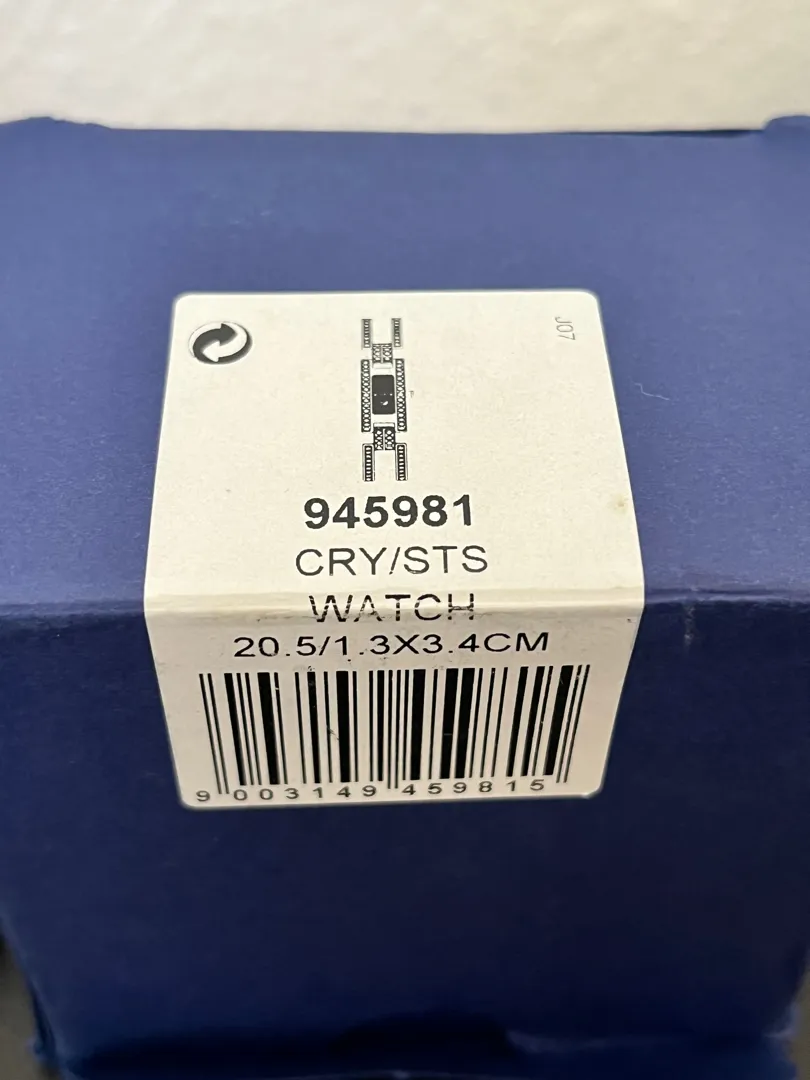 J07
945981
CRY/STS
WATCH
20.5/1.3X3.4CM
9 003149 459815